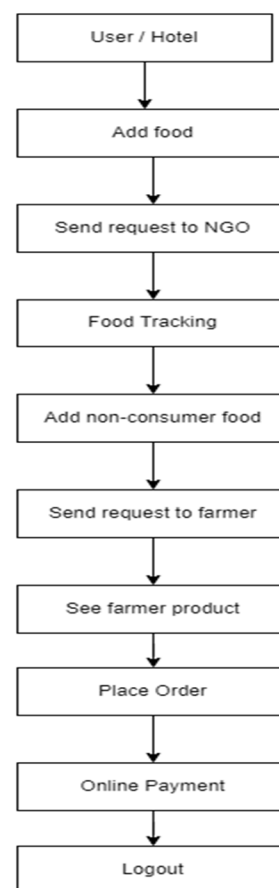 User / Hotel
Add food
Send request to NGO
Food Tracking
Add non-consumer food
Send request to farmer
See farmer product
Place Order
Online Payment
Logout